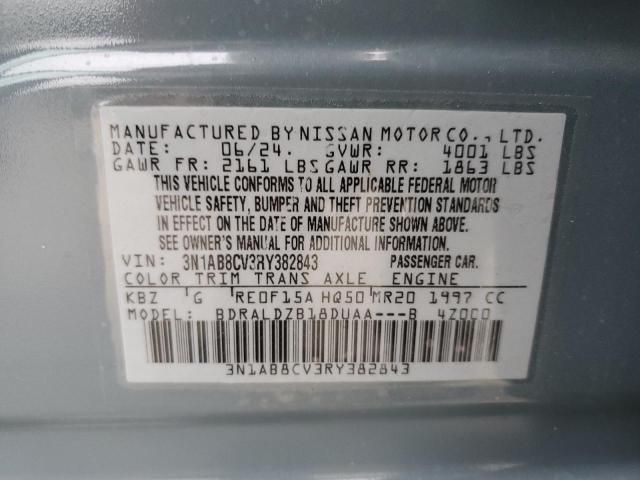 MANUFACTURED BY NISSAN MOTOR CO., LTD.
DATE: 06/24. GVWR: 4001 LBS
GAWR FR: 2161 LBS GAWR RR: 1863 LBS
THIS VEHICLE CONFORMS TO ALL APPLICABLE FEDERAL MOTOR
VEHICLE SAFETY, BUMPER AND THEFT PREVENTION STANDARDS
IN EFFECT ON THE DATE OF MANUFACTURE SHOWN ABOVE.
SEE OWNER'S MANUAL FOR ADDITIONAL INFORMATION
VIN: 3N1AB8CV3RY382843 PASSENGER CAR.
COLOR TRIM TRANS AXLE ENGINE
KBZ G RE0F15A HQ50 MR20 1997 CC
MODEL: BDRALDZB18DUAA---B 4Z0C0
3N1AB8CV3RY382843